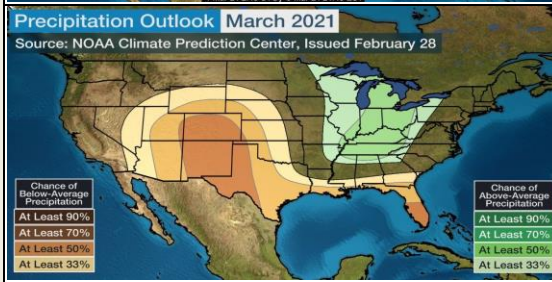 Precipitation Outlook March 2021
Source: NOAA Climate Prediction Center, Issued February 28
Chance of
Below-Average
Precipitation
At Least 90%
At Least 70%
At Least 50%
At Least 33%
Chance of
Above-Average
Precipitation
At Least 90%
At Least 70%
At Least 50%
At Least 33%